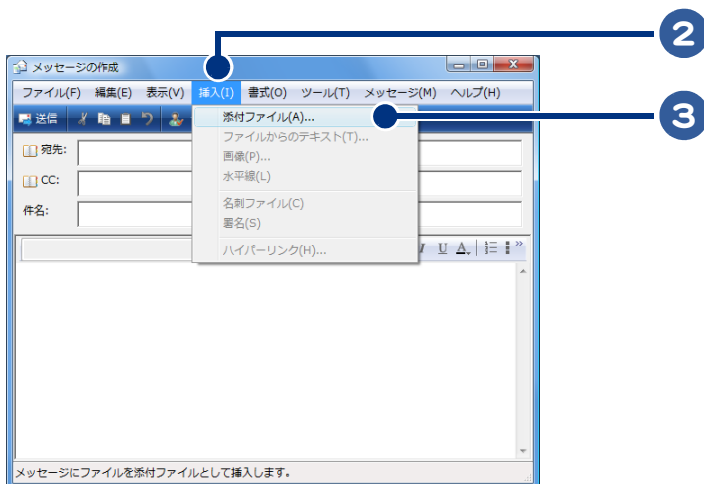 2
メッセージの作成
ファイル(F) 編集(E) 表示(V) 挿入(I) 書式(O) ツール(T) メッセージ(M) ヘルプ(H)
送信
添付ファイル(A)...
3
ファイルからのテキスト(T)...
宛先:
画像(P)...
水平線(L)
CC:
名刺ファイル(C)
件名:
署名(S)
ハイパーリンク(H)...
I U A
メッセージにファイルを添付ファイルとして挿入します。